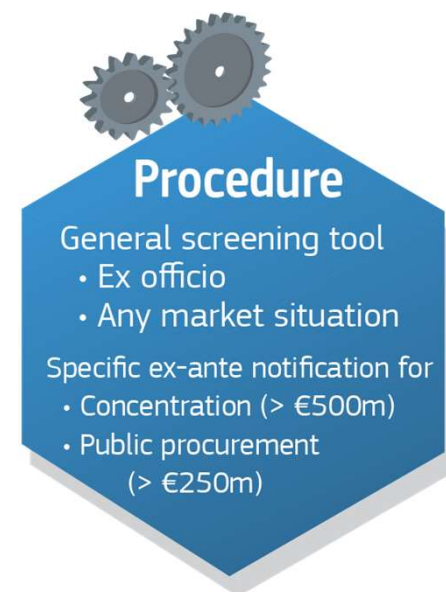 Procedure
General screening tool
• Ex officio
• Any market situation
Specific ex-ante notification for
• Concentration (> €500m)
• Public procurement
(> €250m)